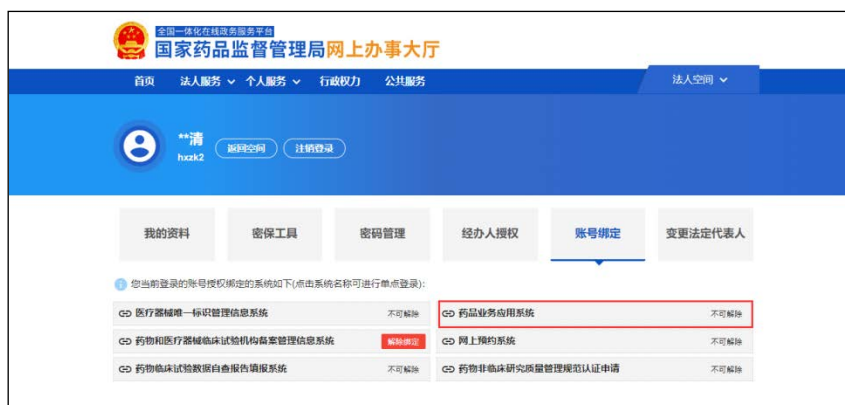 全国一体化在线政务服务平台
国家药品监督管理局网上办事大厅
首页 法人服务 个人服务 行政权力 公共服务 法人空间
**清 返回空间 注销登录
hxzk2
我的资料 密保工具 密码管理 经办人授权 账号绑定 变更法定代表人
您当前登录的账号授权绑定的系统如下(点击系统名称可进行单点登录):
医疗器械唯一标识管理信息系统 不可解除 药品业务应用系统 不可解除
药物和医疗器械临床试验机构备案管理信息系统 解除绑定 网上预约系统 不可解除
药物临床试验数据自查报告填报系统 不可解除 药物非临床研究质量管理规范认证申请 不可解除